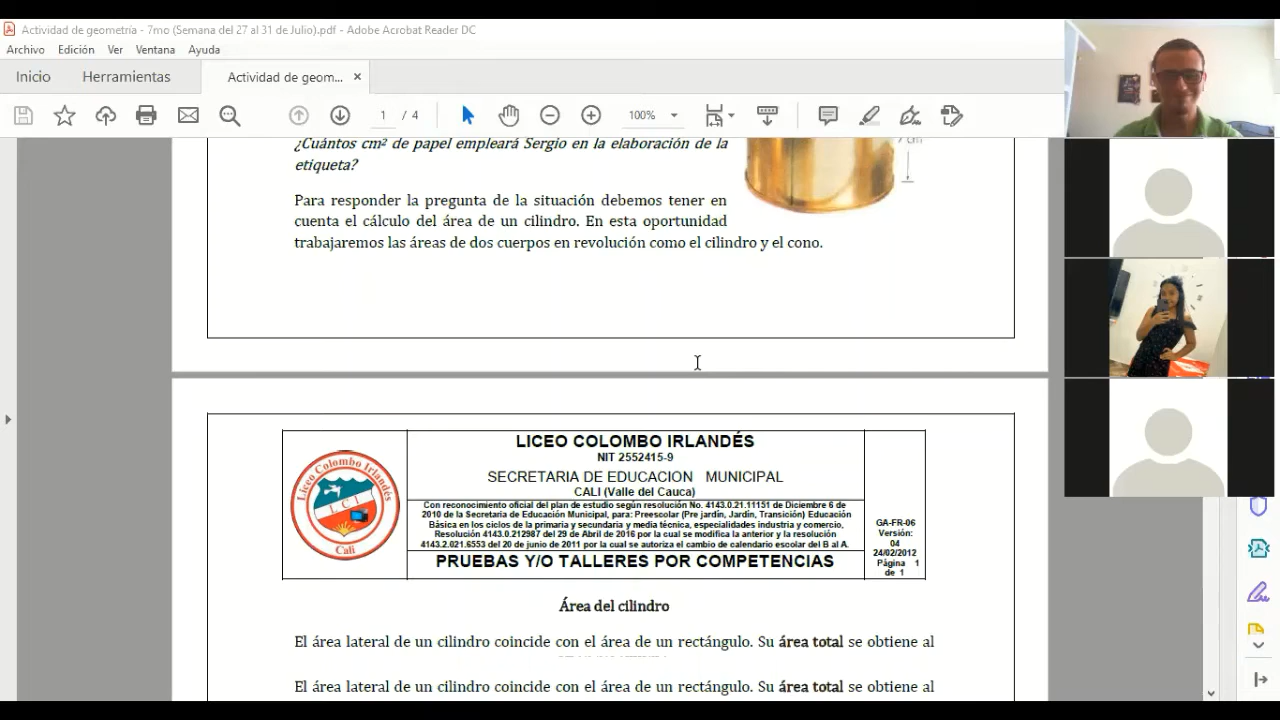 Actividad de geometría - 7mo (Semana del 27 al 31 de Julio).pdf - Adobe Acrobat Reader DC
Archivo Edición Ver Ventana Ayuda
Inicio Herramientas Actividad de geom... ×
1 / 4 100%
¿Cuántos cm² de papel empleará Sergio en la elaboración de la
etiqueta?
7 cm
Para responder la pregunta de la situación debemos tener en
cuenta el cálculo del área de un cilindro. En esta oportunidad
trabajaremos las áreas de dos cuerpos en revolución como el cilindro y el cono.
Liceo Colombo Irlandés
L.C.I.
Cali
LICEO COLOMBO IRLANDÉS
NIT 2552415-9
SECRETARIA DE EDUCACION MUNICIPAL
CALI (Valle del Cauca)
Con reconocimiento oficial del plan de estudio según resolución No. 4143.0.21.11151 de Diciembre 6 de
2010 de la Secretaria de Educación Municipal, para: Preescolar (Pre jardín, Jardín, Transición) Educación
Básica en los ciclos de la primaria y secundaria y media técnica, especialidades industria y comercio,
Resolución 4143.0.212987 del 29 de Abril de 2016 por la cual se modifica la anterior y la resolución
4143.2.021.6553 del 20 de junio de 2011 por la cual se autoriza el cambio de calendario escolar del B al A.
PRUEBAS Y/O TALLERES POR COMPETENCIAS
GA-FR-06
Versión:
04
24/02/2012
Página 1
de 1
Área del cilindro
El área lateral de un cilindro coincide con el área de un rectángulo. Su área total se obtiene al
El área lateral de un cilindro coincide con el área de un rectángulo. Su área total se obtiene al